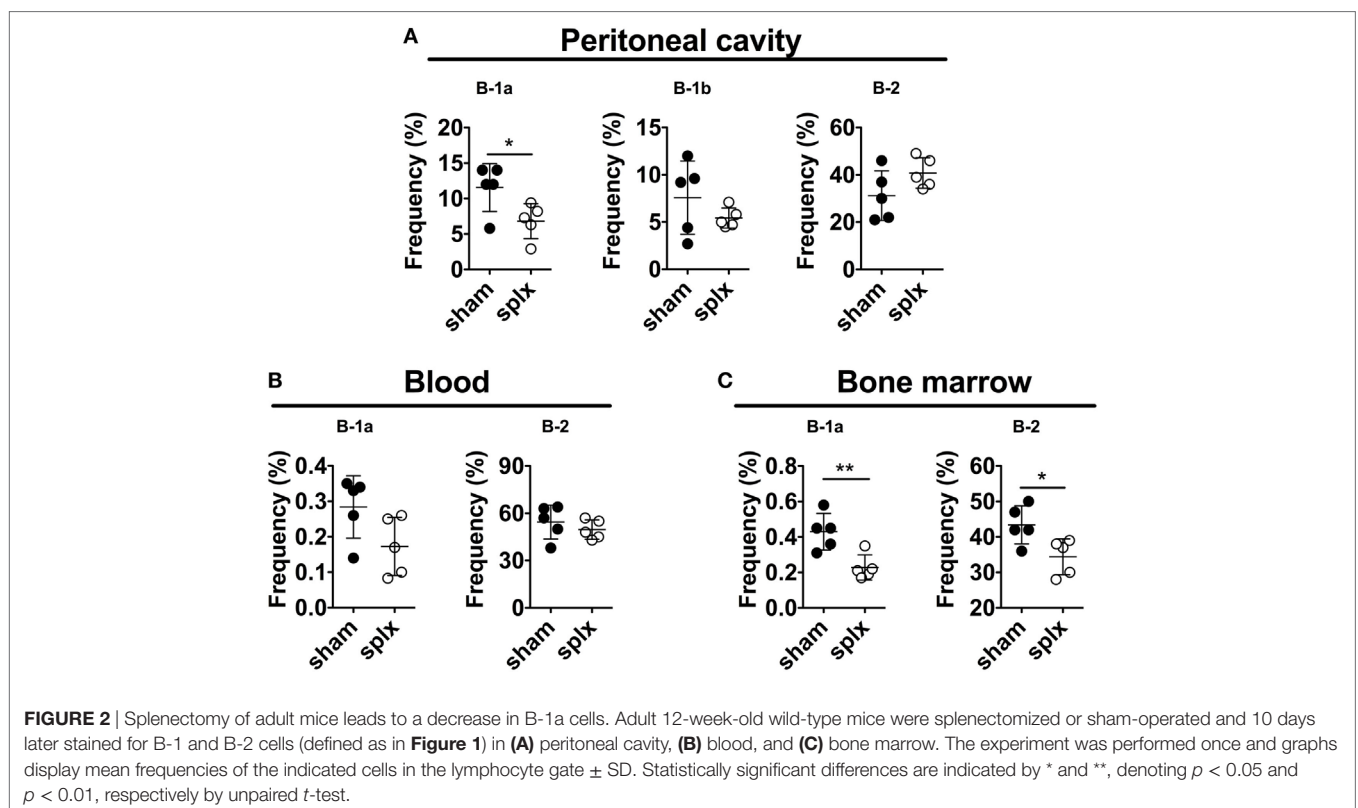 A
Peritoneal cavity
B-1a
B-1b
B-2
Frequency (%)
20
15
10
5
0
*
sham
splx
Frequency (%)
15
10
5
0
sham
splx
Frequency (%)
60
40
20
0
sham
splx
B
Blood
B-1a
B-2
Frequency (%)
0.4
0.3
0.2
0.1
0.0
sham
splx
Frequency (%)
90
60
30
0
sham
splx
C
Bone marrow
B-1a
B-2
Frequency (%)
0.8
0.6
0.4
0.2
0.0
**
sham
splx
Frequency (%)
60
50
40
30
20
*
sham
splx
FIGURE 2 | Splenectomy of adult mice leads to a decrease in B-1a cells. Adult 12-week-old wild-type mice were splenectomized or sham-operated and 10 days
later stained for B-1 and B-2 cells (defined as in Figure 1) in (A) peritoneal cavity, (B) blood, and (C) bone marrow. The experiment was performed once and graphs
display mean frequencies of the indicated cells in the lymphocyte gate ± SD. Statistically significant differences are indicated by * and **, denoting p < 0.05 and
p < 0.01, respectively by unpaired t-test.